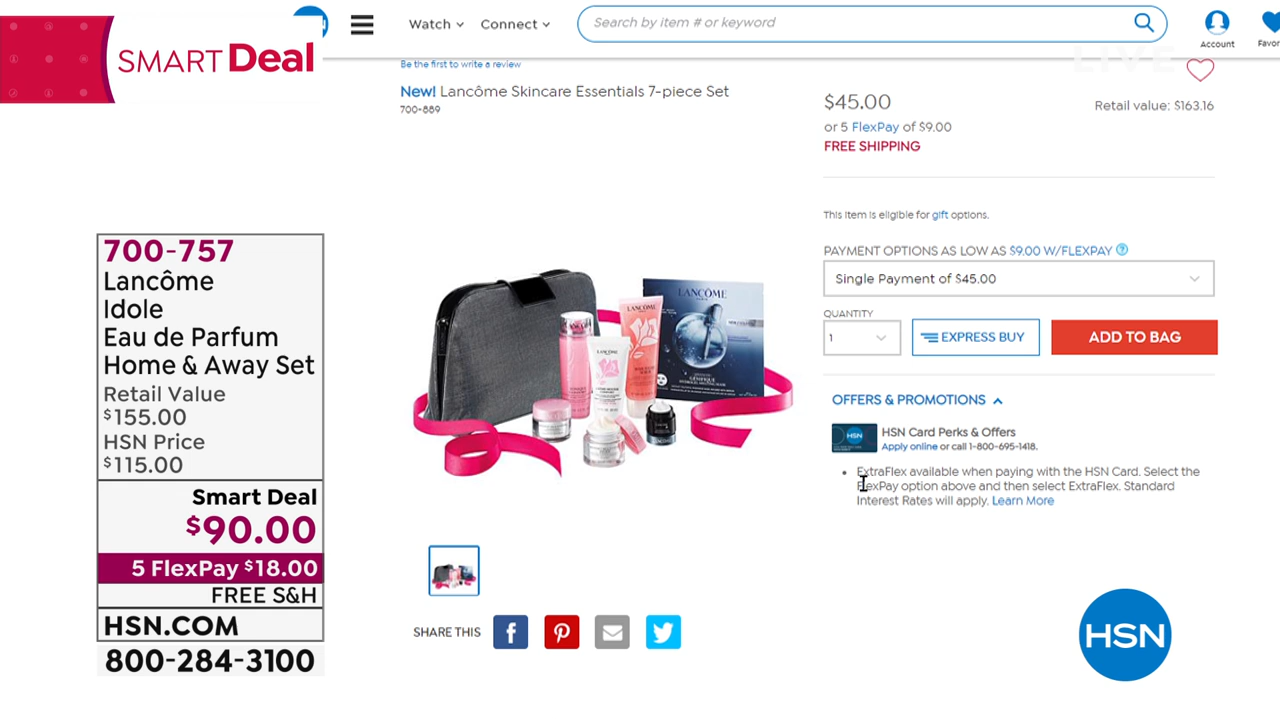 SMART Deal
Watch
Connect
Search by item # or keyword
Account
Favor
LIVE
Be the first to write a review
New! Lancôme Skincare Essentials 7-piece Set
700-889
$45.00
Retail value: $163.16
or 5 FlexPay of $9.00
FREE SHIPPING
This item is eligible for gift options.
PAYMENT OPTIONS AS LOW AS $9.00 W/FLEXPAY ?
Single Payment of $45.00
QUANTITY
1
EXPRESS BUY
ADD TO BAG
OFFERS & PROMOTIONS
HSN
HSN Card Perks & Offers
Apply online or call 1-800-695-1418.
• ExtraFlex available when paying with the HSN Card. Select the
FlexPay option above and then select ExtraFlex. Standard
Interest Rates will apply. Learn More
700-757
Lancôme
Idole
Eau de Parfum
Home & Away Set
Retail Value
$155.00
HSN Price
$115.00
Smart Deal
$90.00
5 FlexPay $18.00
FREE S&H
HSN.COM
800-284-3100
LANCÔME
LANCÔME
LANCÔME
GÉNIFIQUE
SHARE THIS
HSN